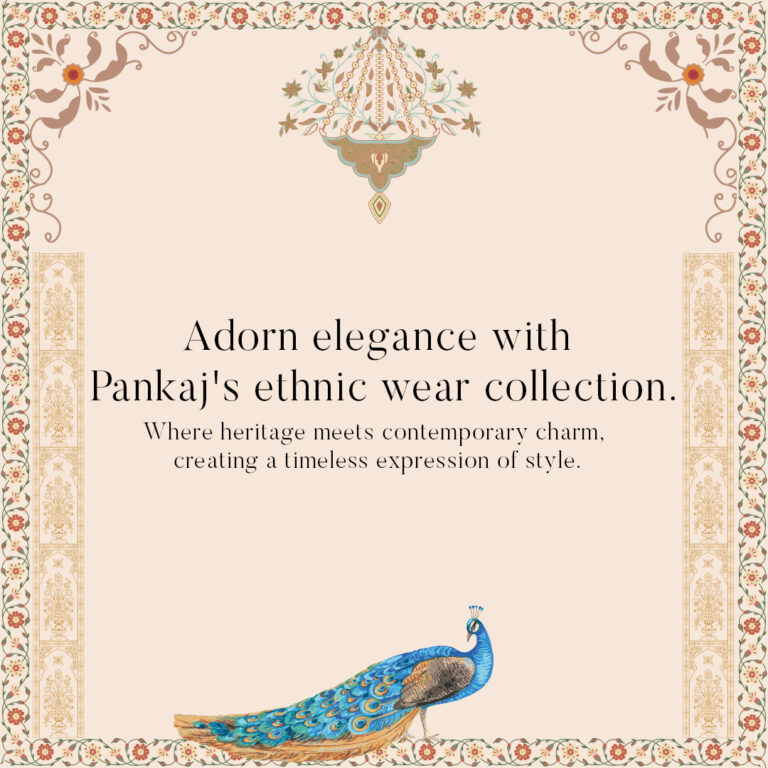 Adorn elegance with
Pankaj's ethnic wear collection.
Where heritage meets contemporary charm,
creating a timeless expression of style.